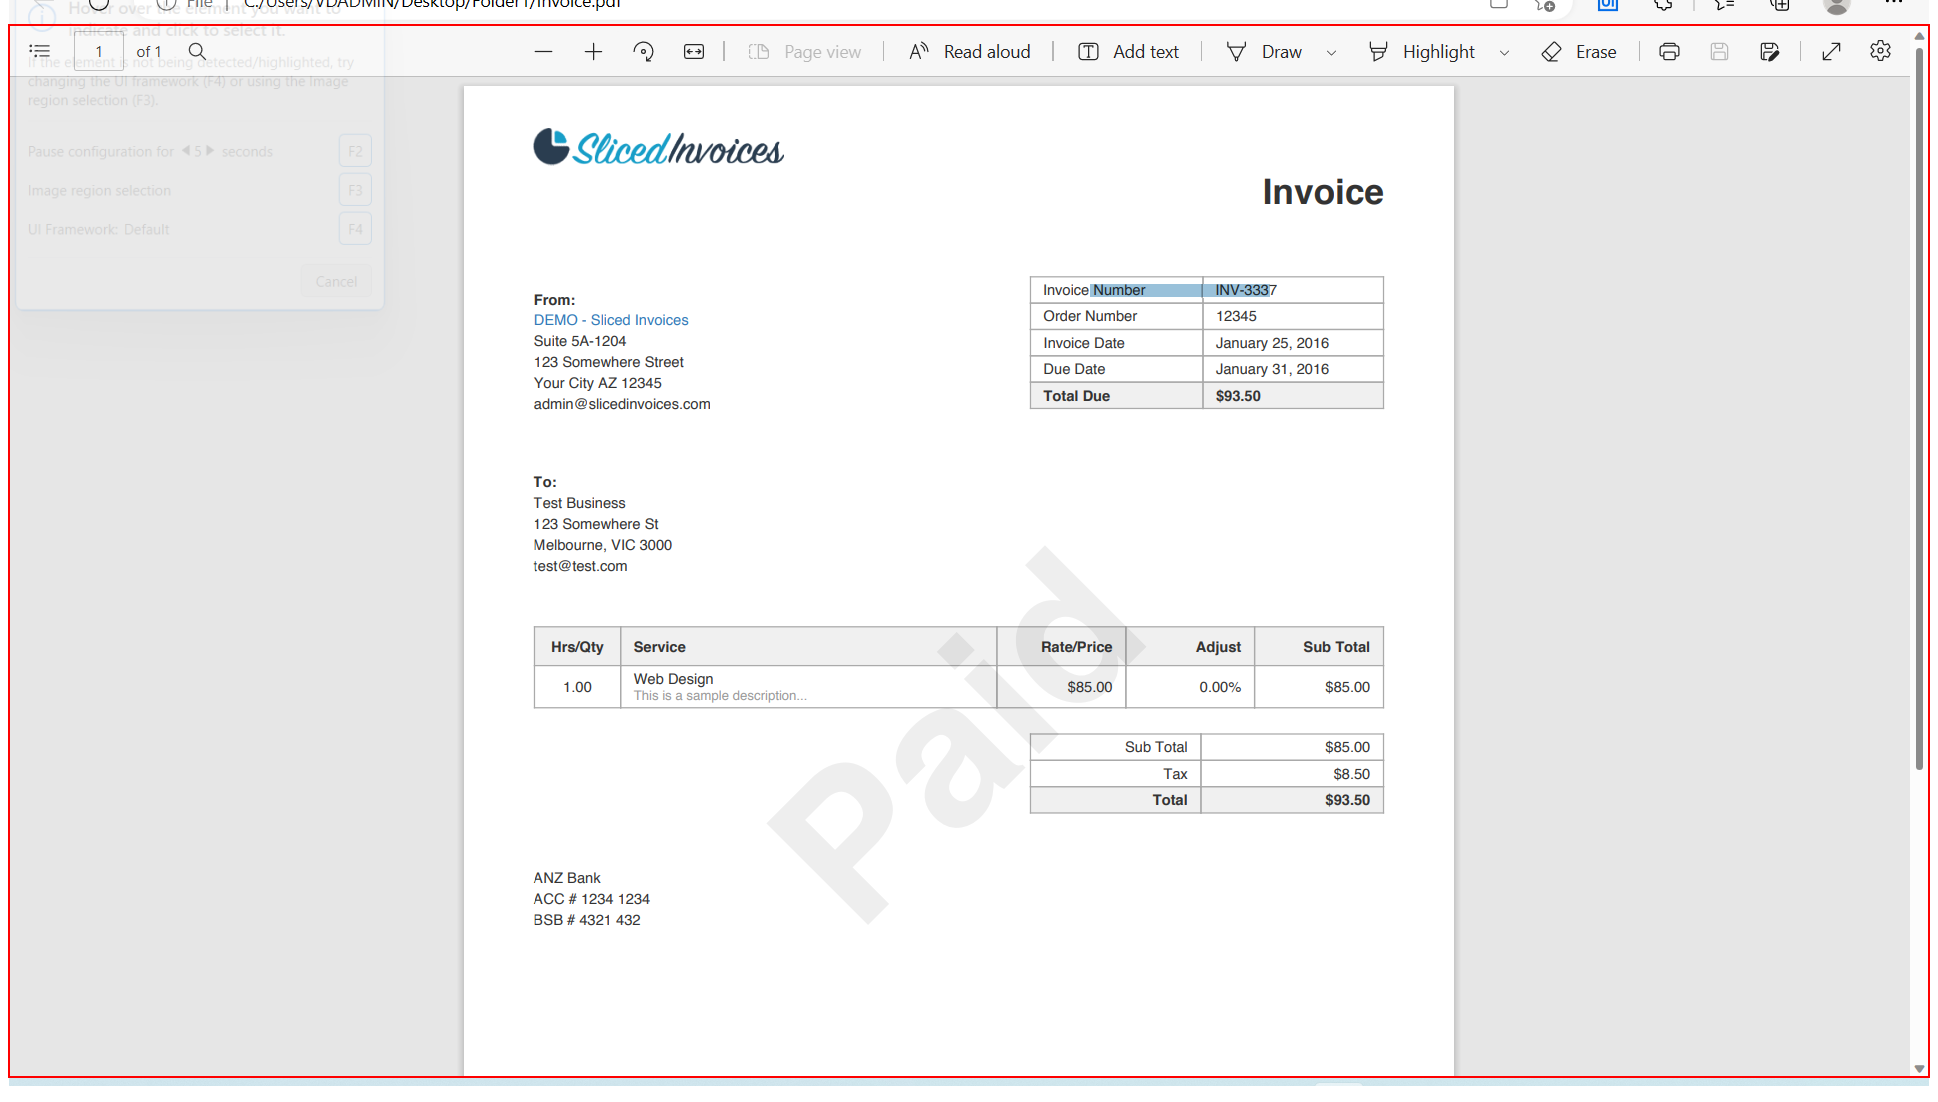 File C:/Users/VDADMIN/Desktop/Folder1/Invoice.pdf
Hover over the element you want to
indicate and click to select it.
1 of 1 Page view Read aloud Add text Draw Highlight Erase
If the element is not being detected/highlighted, try
changing the UI framework (F4) or using the Image
region selection (F3).
Pause configuration for 5 seconds F2
Image region selection F3
UI Framework: Default F4
Cancel
Sliced Invoices
Invoice
From:
DEMO - Sliced Invoices
Suite 5A-1204
123 Somewhere Street
Your City AZ 12345
admin@slicedinvoices.com
Invoice Number INV-3337
Order Number 12345
Invoice Date January 25, 2016
Due Date January 31, 2016
Total Due $93.50
To:
Test Business
123 Somewhere St
Melbourne, VIC 3000
test@test.com
Paid
Hrs/Qty Service Rate/Price Adjust Sub Total
1.00 Web Design $85.00 0.00% $85.00
This is a sample description...
Sub Total $85.00
Tax $8.50
Total $93.50
ANZ Bank
ACC # 1234 1234
BSB # 4321 432